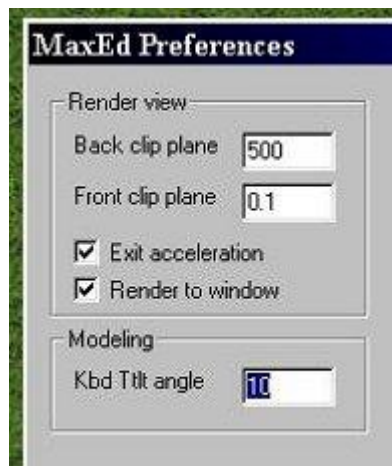 MaxEd Preferences
Render view
Back clip plane 500
Front clip plane 0.1
Exit acceleration
Render to window
Modeling
Kbd Ttlt angle 10